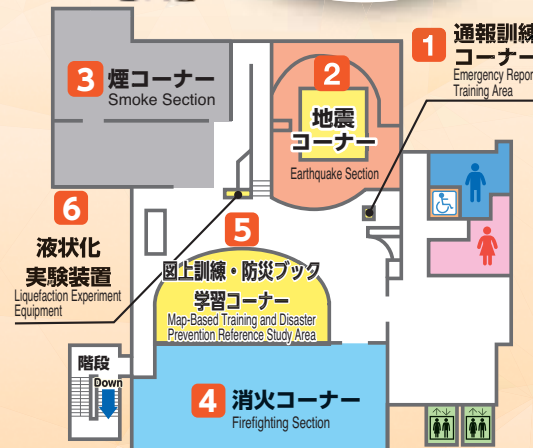 1 通報訓練
コーナー
Emergency Repor
Training Area
3 煙コーナー
Smoke Section
2
地震
コーナー
Earthquake Section
6
液状化
実験装置
Liquefaction Experiment
Equipment
5
図上訓練・防災ブック
学習コーナー
Map-Based Training and Disaster
Prevention Reference Study Area
階段
Down
4 消火コーナー
Firefighting Section